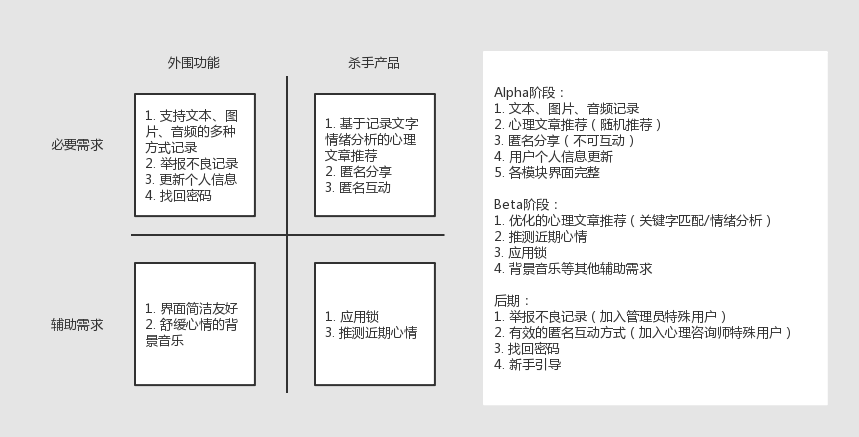 外围功能
杀手产品
必要需求
1. 支持文本、图
片、音频的多种
方式记录
2. 举报不良记录
3. 更新个人信息
4. 找回密码
1. 基于记录文字
情绪分析的心理
文章推荐
2. 匿名分享
3. 匿名互动
辅助需求
1. 界面简洁友好
2. 舒缓心情的背
景音乐
1. 应用锁
3. 推测近期心情
Alpha阶段：
1. 文本、图片、音频记录
2. 心理文章推荐（随机推荐）
3. 匿名分享（不可互动）
4. 用户个人信息更新
5. 各模块界面完整
Beta阶段：
1. 优化的心理文章推荐（关键字匹配/情绪分析）
2. 推测近期心情
3. 应用锁
4. 背景音乐等其他辅助需求
后期：
1. 举报不良记录（加入管理员特殊用户）
2. 有效的匿名互动方式（加入心理咨询师特殊用户）
3. 找回密码
4. 新手引导